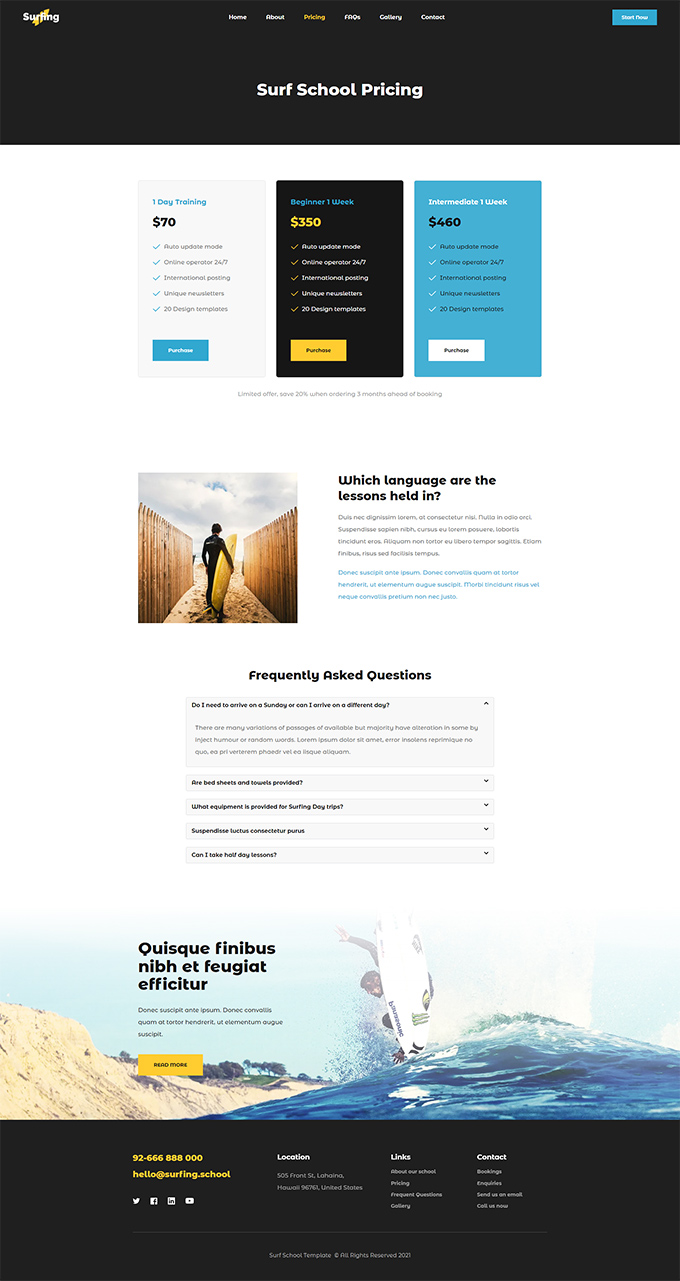 Surfing
Home About Pricing FAQs Gallery Contact
Start Now
Surf School Pricing
1 Day Training
$70
Auto update mode
Online operator 24/7
International posting
Unique newsletters
20 Design templates
Purchase
Beginner 1 Week
$350
Auto update mode
Online operator 24/7
International posting
Unique newsletters
20 Design templates
Purchase
Intermediate 1 Week
$460
Auto update mode
Online operator 24/7
International posting
Unique newsletters
20 Design templates
Purchase
Limited offer, save 20% when ordering 3 months ahead of booking
Which language are the
lessons held in?
Duis nec dignissim lorem, at consectetur nisi. Nulla in odio orci.
Suspendisse sapien nibh, cursus eu lorem posuere, lobortis
tincidunt eros. Aliquam non tortor eu libero tempor sagittis. Etiam
finibus, risus sed facilisis tempus.
Donec suscipit ante ipsum. Donec convallis quam at tortor
hendrerit, ut elementum augue suscipit. Morbi tincidunt risus vel
neque convallis pretium non nec justo.
Frequently Asked Questions
Do I need to arrive on a Sunday or can I arrive on a different day?
There are many variations of passages of available but majority have alteration in some by
inject humour or random words. Lorem ipsum dolor sit amet, error insolens reprimique no
quo, ea pri verterem phaedr vel ea iisque aliquam.
Are bed sheets and towels provided?
What equipment is provided for Surfing Day trips?
Suspendisse luctus consectetur purus
Can I take half day lessons?
Quisque finibus
nibh et feugiat
efficitur
Donec suscipit ante ipsum. Donec convallis
quam at tortor hendrerit, ut elementum augue
suscipit.
READ MORE
92-666 888 000
hello@surfing.school
Location
505 Front St, Lahaina,
Hawaii 96761, United States
Links
About our school
Pricing
Frequent Questions
Gallery
Contact
Bookings
Enquiries
Send us an email
Call us now
Surf School Template © All Rights Reserved 2021